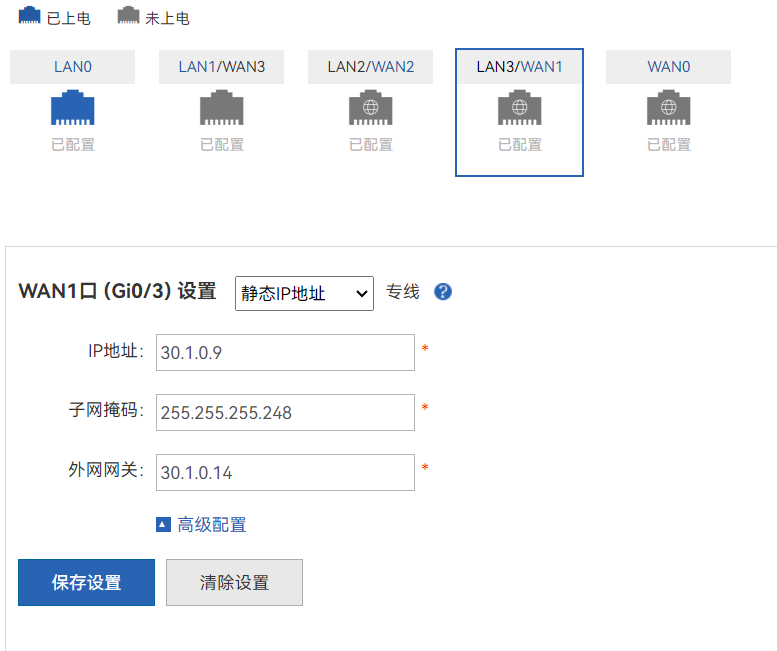 已上电 未上电
LAN0 LAN1/WAN3 LAN2/WAN2 LAN3/WAN1 WAN0
已配置 已配置 已配置 已配置 已配置
WAN1口 (Gi0/3) 设置 静态IP地址 专线 ?
IP地址: 30.1.0.9 *
子网掩码: 255.255.255.248 *
外网网关: 30.1.0.14 *
高级配置
保存设置 清除设置